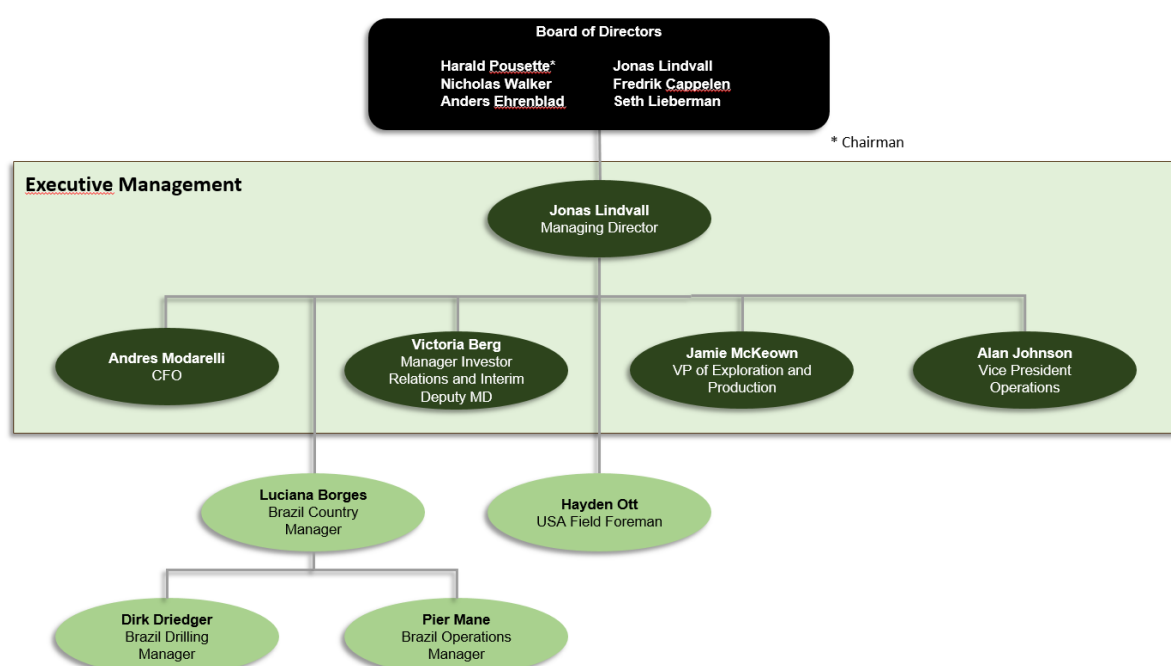 Board of Directors
Harald Pousette* Jonas Lindvall
Nicholas Walker Fredrik Cappelen
Anders Ehrenblad Seth Lieberman
* Chairman
Executive Management
Jonas Lindvall
Managing Director
Andres Modarelli
CFO
Victoria Berg
Manager Investor
Relations and Interim
Deputy MD
Jamie McKeown
VP of Exploration and
Production
Alan Johnson
Vice President
Operations
Luciana Borges
Brazil Country
Manager
Hayden Ott
USA Field Foreman
Dirk Driedger
Brazil Drilling
Manager
Pier Mane
Brazil Operations
Manager